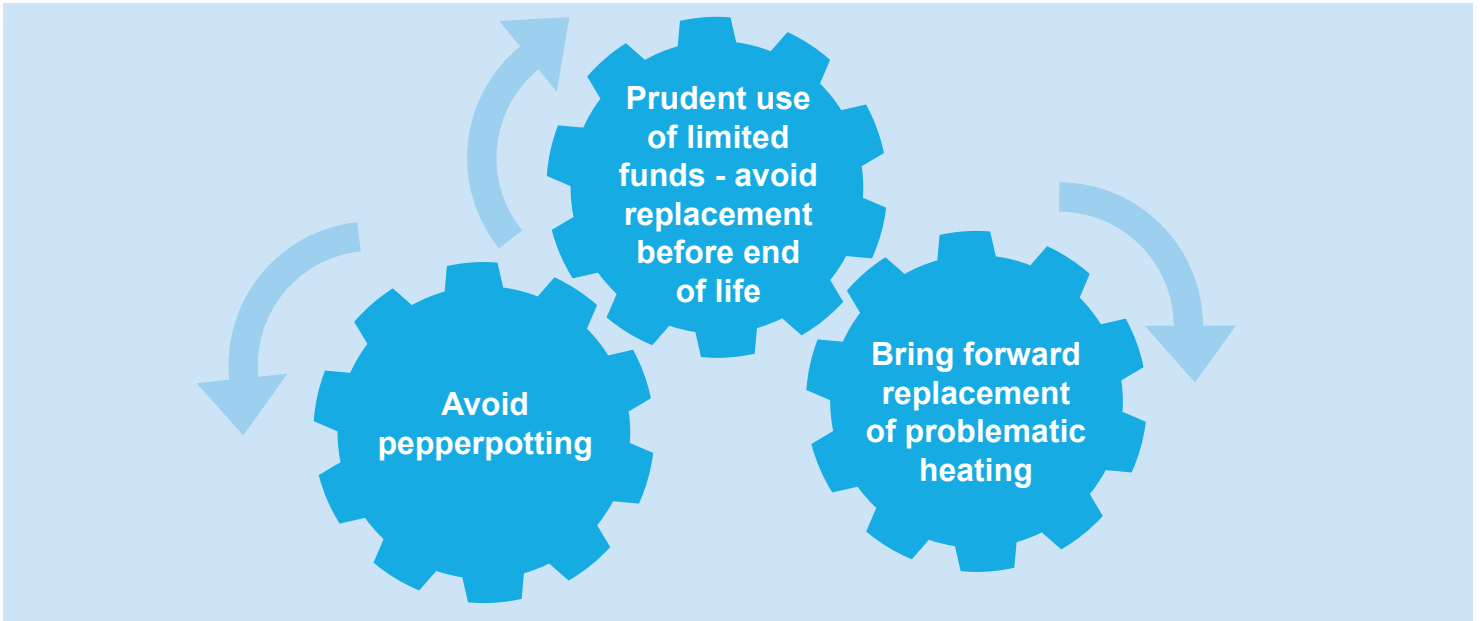 Prudent use
of limited
funds - avoid
replacement
before end
of life
Avoid
pepperpotting
Bring forward
replacement
of problematic
heating